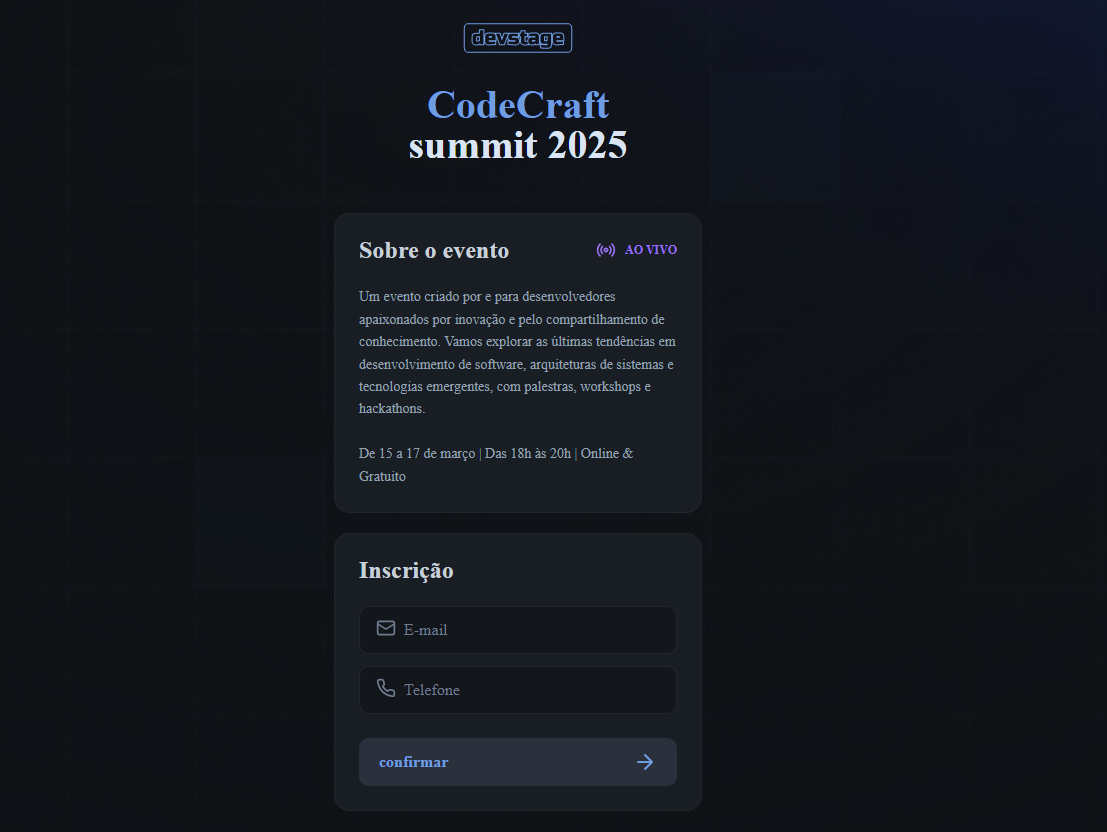 devstage
CodeCraft
summit 2025
Sobre o evento
AO VIVO
Um evento criado por e para desenvolvedores
apaixonados por inovação e pelo compartilhamento de
conhecimento. Vamos explorar as últimas tendências em
desenvolvimento de software, arquiteturas de sistemas e
tecnologias emergentes, com palestras, workshops e
hackathons.
De 15 a 17 de março | Das 18h às 20h | Online &
Gratuito
Inscrição
E-mail
Telefone
confirmar